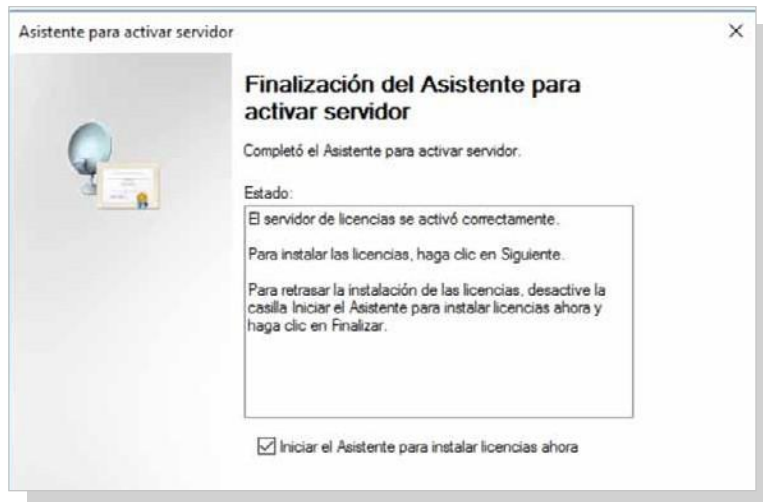 Asistente para activar servidor
Finalización del Asistente para
activar servidor
Completó el Asistente para activar servidor.
Estado:
El servidor de licencias se activó correctamente.
Para instalar las licencias, haga clic en Siguiente.
Para retrasar la instalación de las licencias, desactive la
casilla Iniciar el Asistente para instalar licencias ahora y
haga clic en Finalizar.
Iniciar el Asistente para instalar licencias ahora